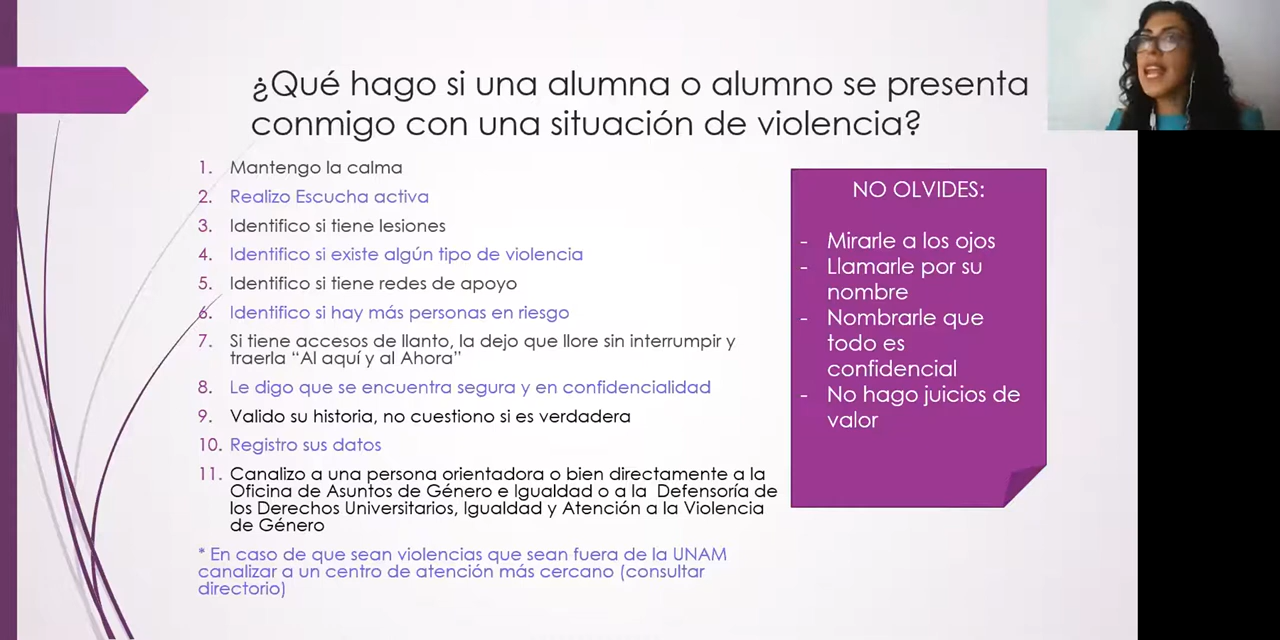 ¿Qué hago si una alumna o alumno se presenta
conmigo con una situación de violencia?
1. Mantengo la calma
2. Realizo Escucha activa
3. Identifico si tiene lesiones
4. Identifico si existe algún tipo de violencia
5. Identifico si tiene redes de apoyo
6. Identifico si hay más personas en riesgo
7. Si tiene accesos de llanto, la dejo que llore sin interrumpir y
traerla “Al aquí y al Ahora”
8. Le digo que se encuentra segura y en confidencialidad
9. Valido su historia, no cuestiono si es verdadera
10. Registro sus datos
11. Canalizo a una persona orientadora o bien directamente a la
Oficina de Asuntos de Género e Igualdad o a la Defensoría de
los Derechos Universitarios, Igualdad y Atención a la Violencia
de Género
* En caso de que sean violencias que sean fuera de la UNAM
canalizar a un centro de atención más cercano (consultar
directorio)
NO OLVIDES:
- Mirarle a los ojos
- Llamarle por su
nombre
- Nombrarle que
todo es
confidencial
- No hago juicios de
valor